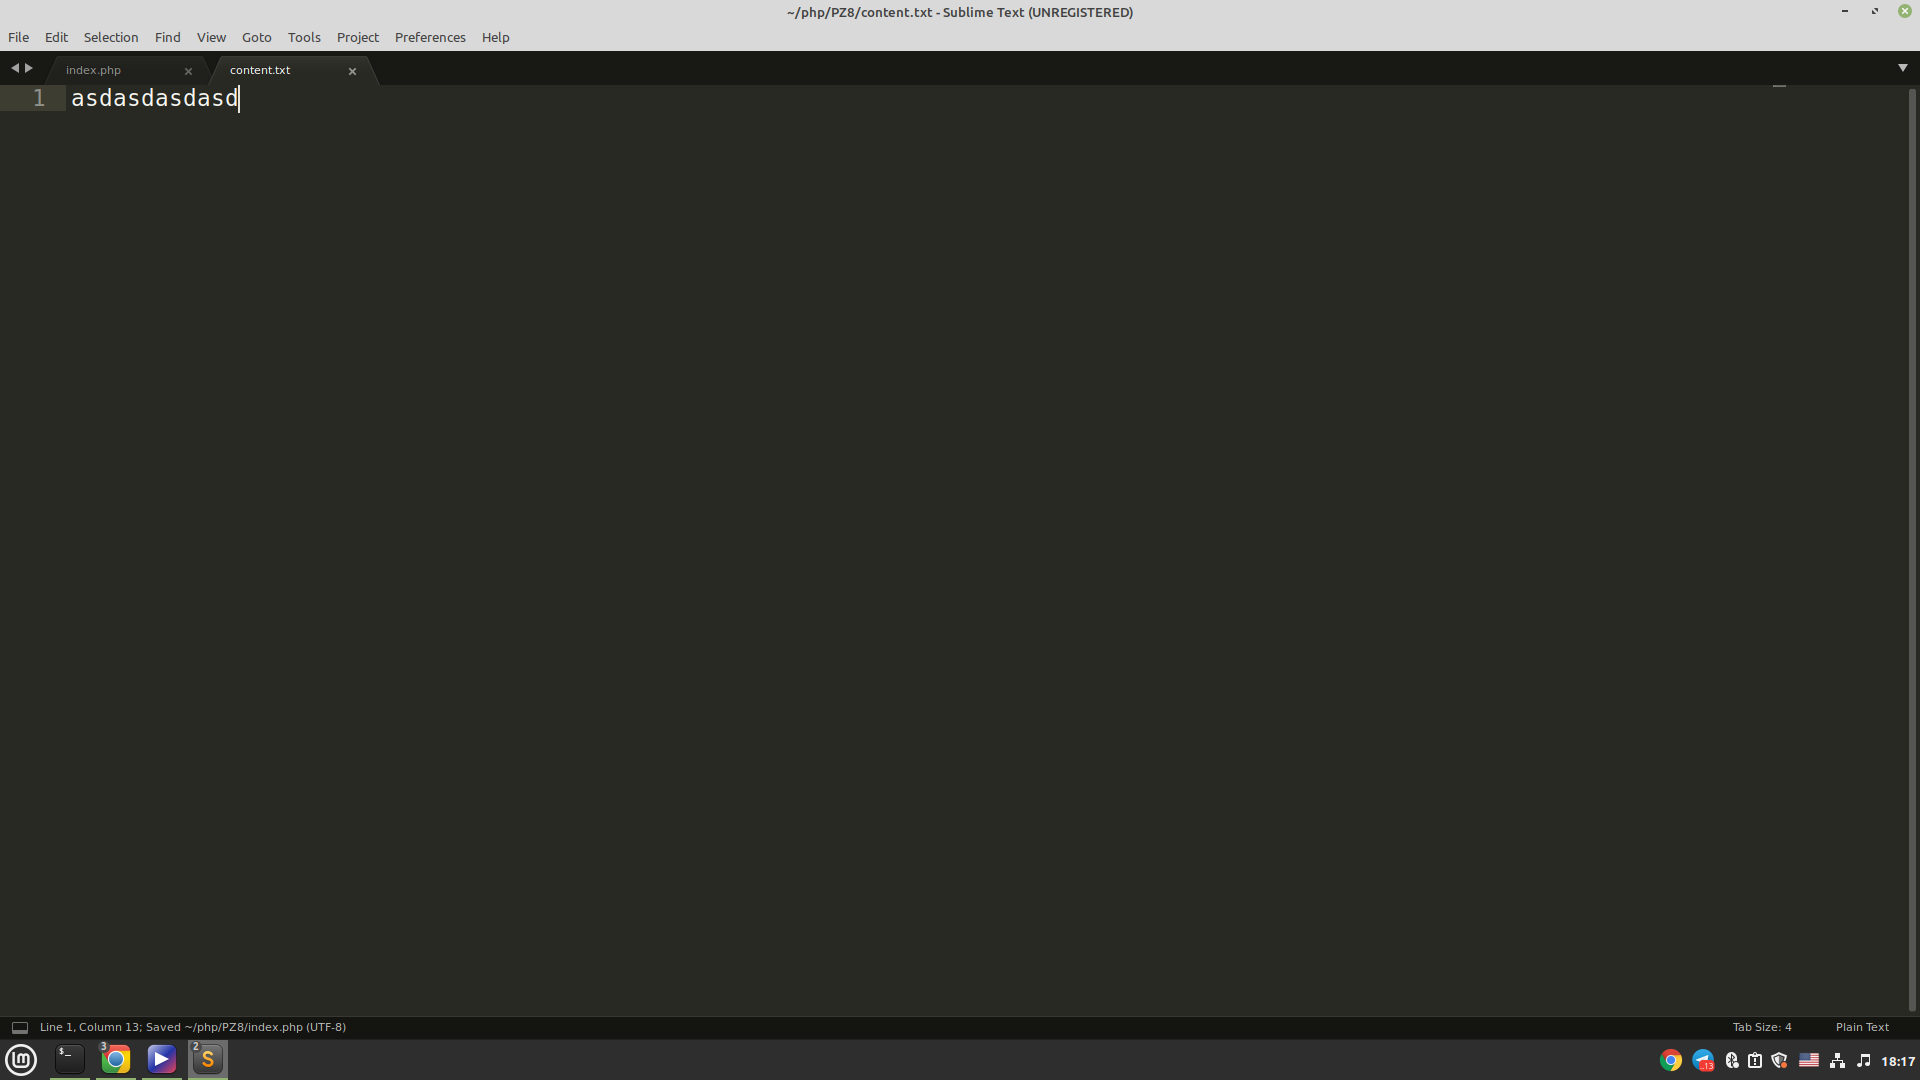 ~/php/PZ8/content.txt - Sublime Text (UNREGISTERED)
File Edit Selection Find View Goto Tools Project Preferences Help
index.php content.txt
1 asdasdasdasd
Line 1, Column 13; Saved ~/php/PZ8/index.php (UTF-8) Tab Size: 4 Plain Text
$_ 3 2 S 18:17